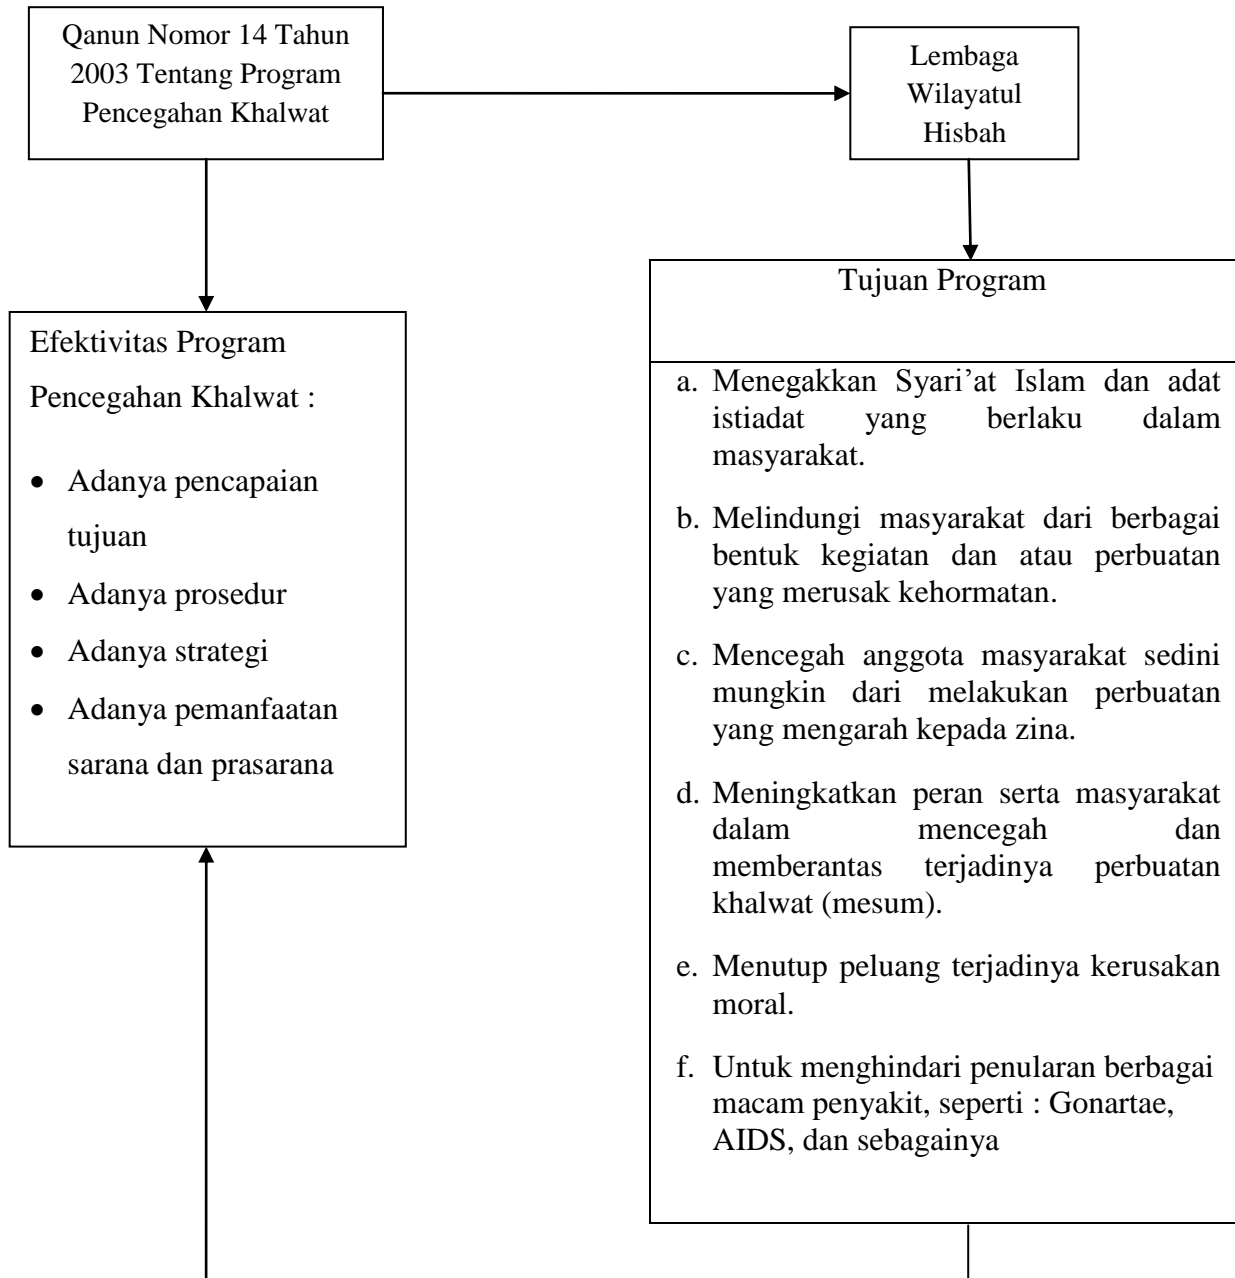 Qanun Nomor 14 Tahun
2003 Tentang Program
Pencegahan Khalwat
Lembaga
Wilayatul
Hisbah
Efektivitas Program
Pencegahan Khalwat :
• Adanya pencapaian
tujuan
• Adanya prosedur
• Adanya strategi
• Adanya pemanfaatan
sarana dan prasarana
Tujuan Program
a. Menegakkan Syari’at Islam dan adat
istiadat yang berlaku dalam
masyarakat.
b. Melindungi masyarakat dari berbagai
bentuk kegiatan dan atau perbuatan
yang merusak kehormatan.
c. Mencegah anggota masyarakat sedini
mungkin dari melakukan perbuatan
yang mengarah kepada zina.
d. Meningkatkan peran serta masyarakat
dalam mencegah dan
memberantas terjadinya perbuatan
khalwat (mesum).
e. Menutup peluang terjadinya kerusakan
moral.
f. Untuk menghindari penularan berbagai
macam penyakit, seperti : Gonartae,
AIDS, dan sebagainya